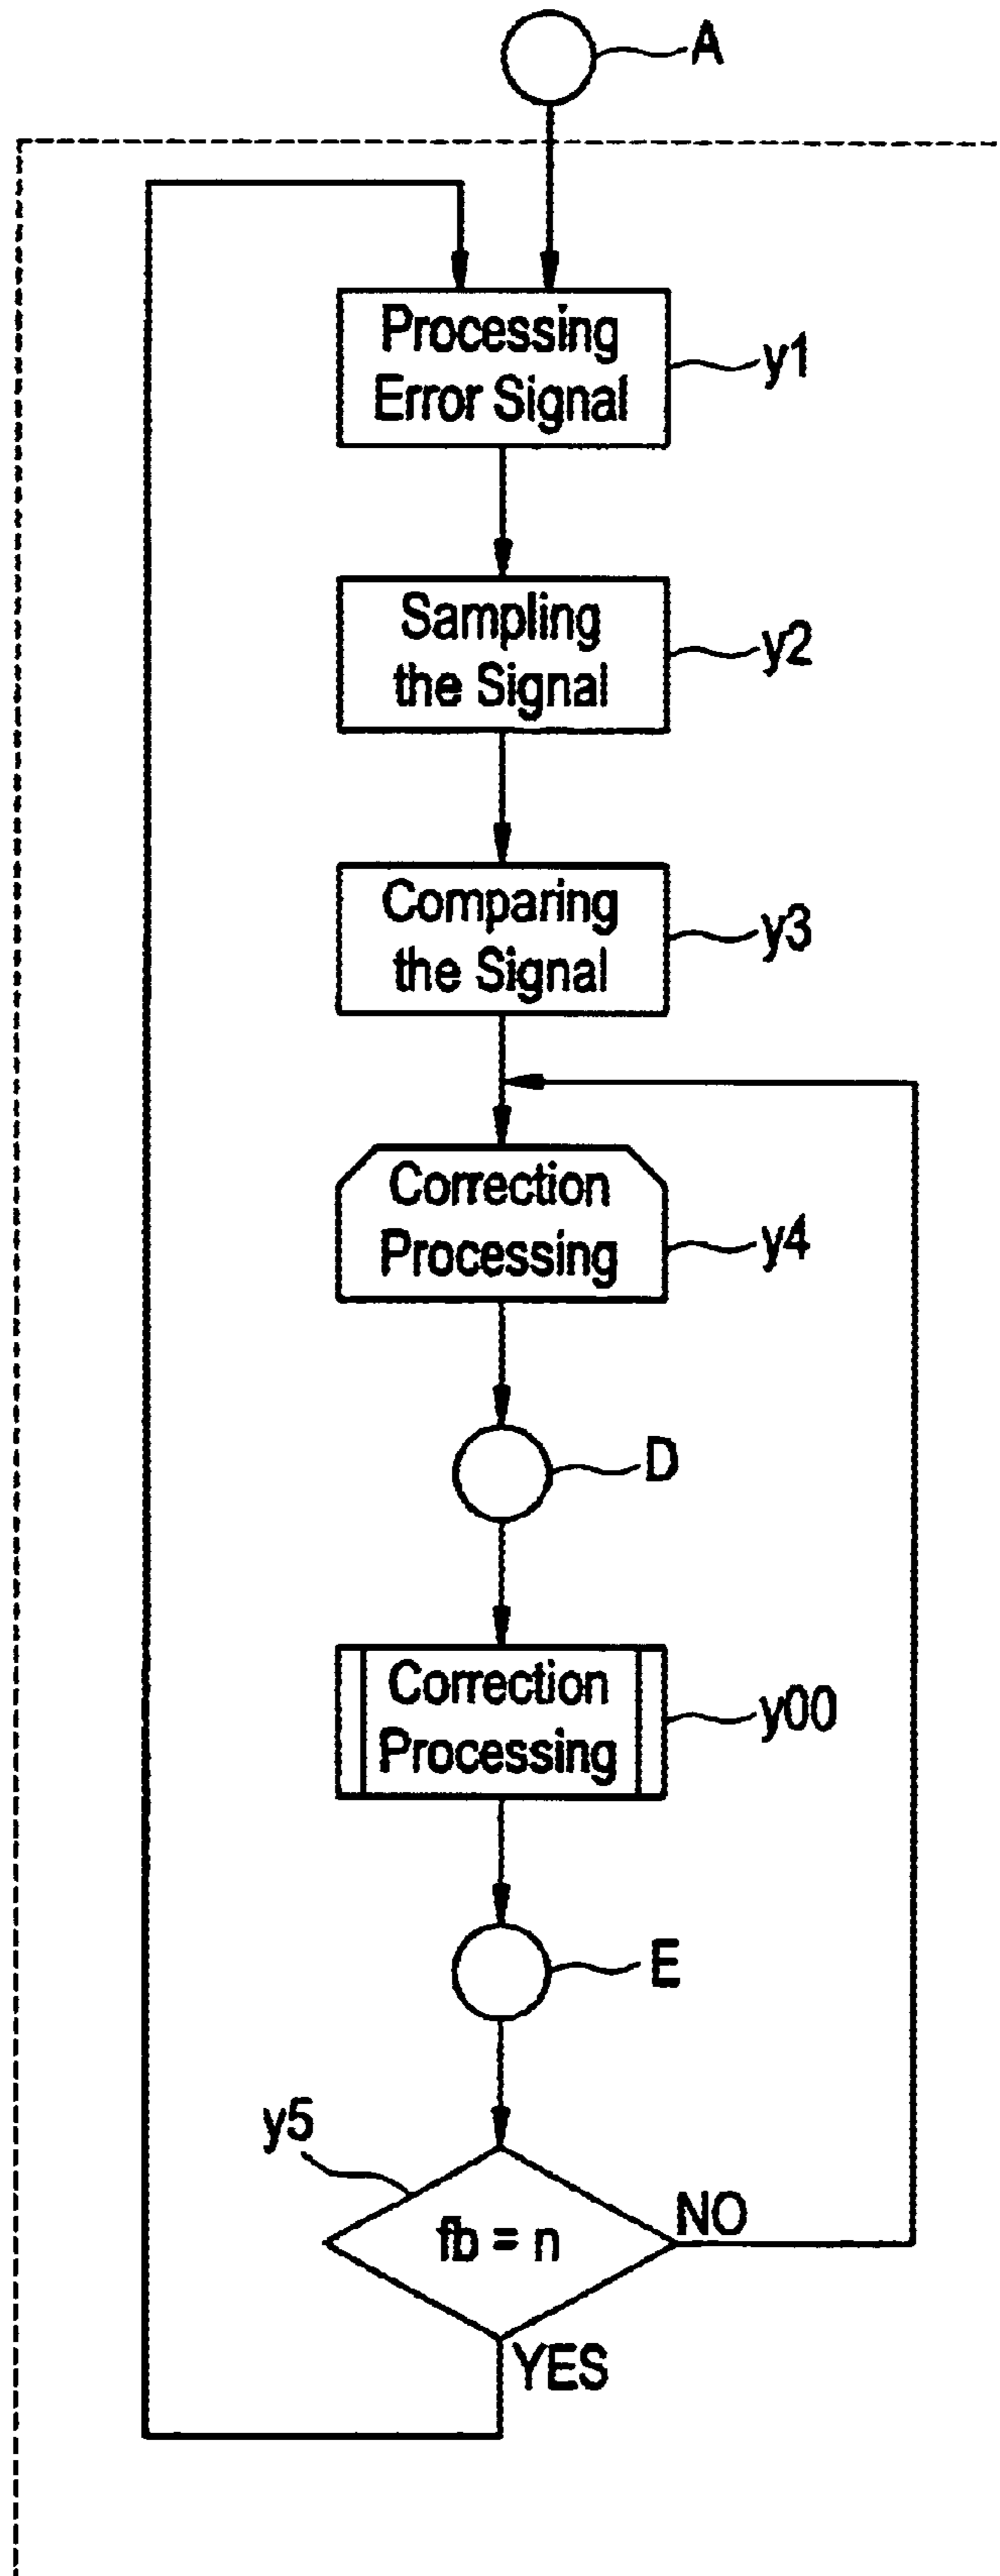 A
Processing
Error Signal
y1
Sampling
the Signal
y2
Comparing
the Signal
y3
Correction
Processing
y4
D
Correction
Processing
y00
E
y5
fb = n
NO
YES